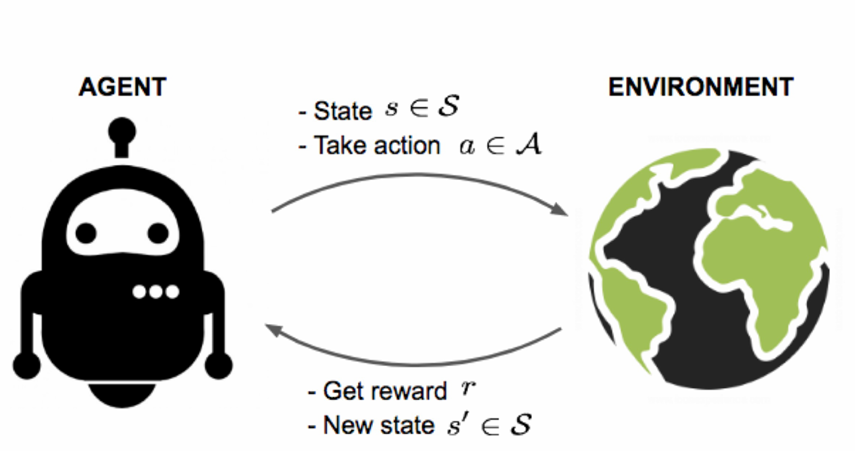 AGENT
ENVIRONMENT
- State s ∈ 𝒮
- Take action a ∈ 𝒜
- Get reward r
- New state s′ ∈ 𝒮